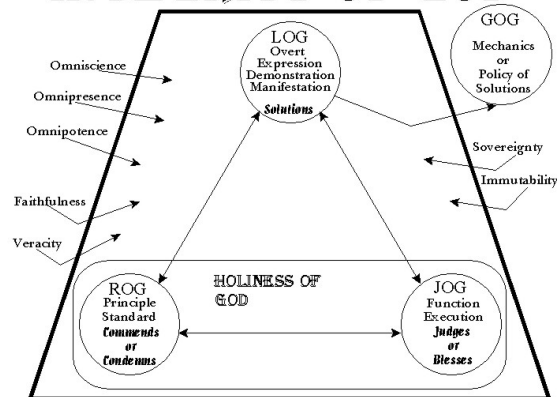 LOG
Overt
Expression
Demonstration
Manifestation
Solutions
GOG
Mechanics
or
Policy of
Solutions
Omniscience
Omnipresence
Omnipotence
Faithfulness
Veracity
Sovereignty
Immutability
HOLINESS OF
GOD
ROG
Principle
Standard
Commends
or
Condemns
JOG
Function
Execution
Judges
or
Blesses